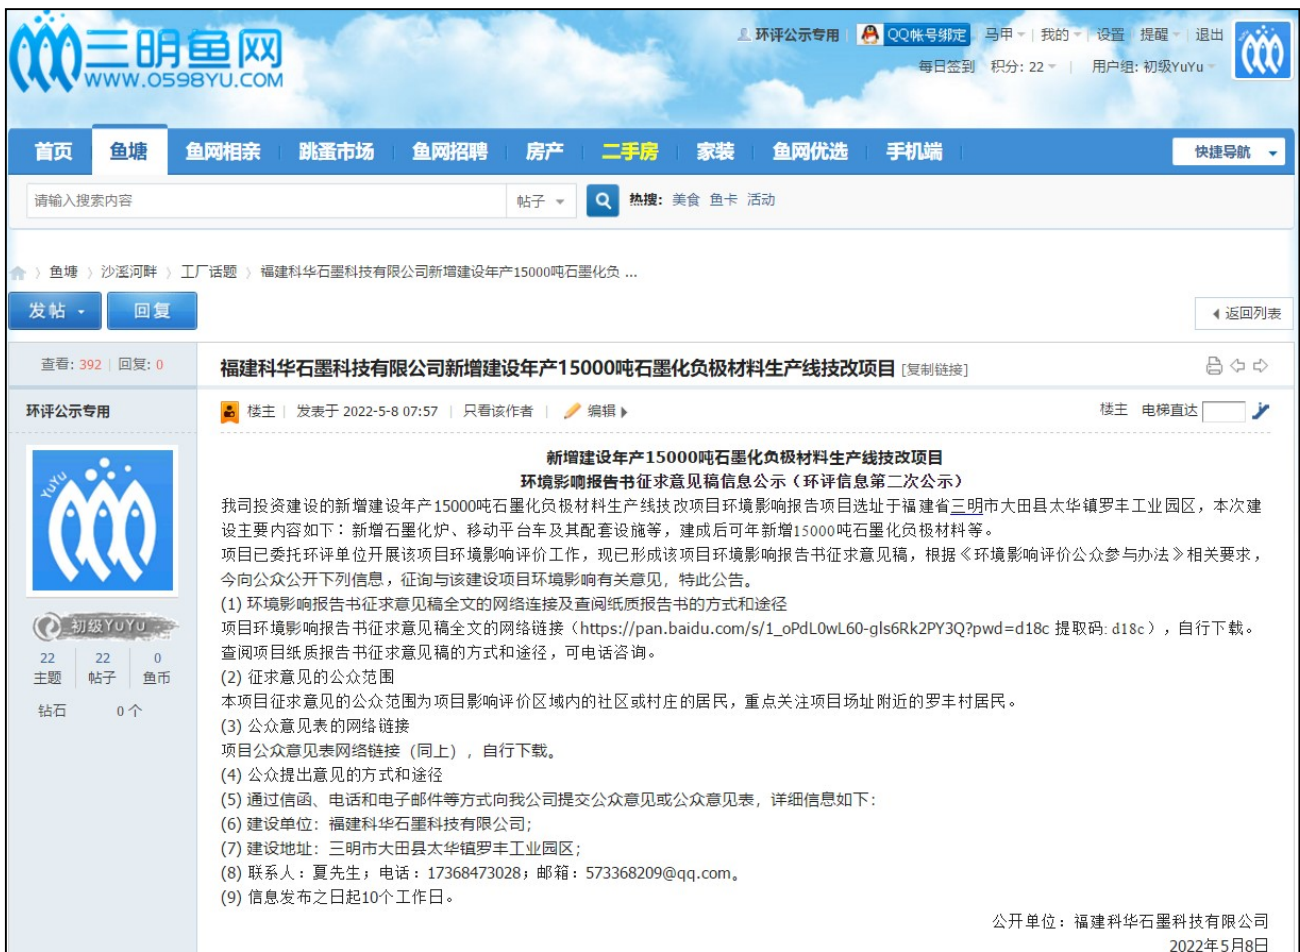 三明鱼网
WWW.0598YU.COM
环评公示专用 QQ帐号绑定 马甲 我的 设置 提醒 退出
每日签到 积分: 22 用户组: 初级YuYu
首页 鱼塘 鱼网相亲 跳蚤市场 鱼网招聘 房产 二手房 家装 鱼网优选 手机端 快捷导航
请输入搜索内容 帖子 热搜: 美食 鱼卡 活动
鱼塘 〉 沙溪河畔 〉 工厂话题 〉 福建科华石墨科技有限公司新增建设年产15000吨石墨化负 ...
发帖 回复 返回列表
查看: 392 | 回复: 0 福建科华石墨科技有限公司新增建设年产15000吨石墨化负极材料生产线技改项目 [复制链接]
环评公示专用 楼主 | 发表于 2022-5-8 07:57 | 只看该作者 | 编辑 楼主 电梯直达
新增建设年产15000吨石墨化负极材料生产线技改项目
环境影响报告书征求意见稿信息公示（环评信息第二次公示）
我司投资建设的新增建设年产15000吨石墨化负极材料生产线技改项目环境影响报告项目选址于福建省三明市大田县太华镇罗丰工业园区，本次建
设主要内容如下：新增石墨化炉、移动平台车及其配套设施等，建成后可年新增15000吨石墨化负极材料等。
项目已委托环评单位开展该项目环境影响评价工作，现已形成该项目环境影响报告书征求意见稿，根据《环境影响评价公众参与办法》相关要求，
今向公众公开下列信息，征询与该建设项目环境影响有关意见，特此公告。
(1) 环境影响报告书征求意见稿全文的网络连接及查阅纸质报告书的方式和途径
项目环境影响报告书征求意见稿全文的网络链接（https://pan.baidu.com/s/1_oPdL0wL60-gls6Rk2PY3Q?pwd=d18c 提取码: d18c），自行下载。
查阅项目纸质报告书征求意见稿的方式和途径，可电话咨询。
(2) 征求意见的公众范围
本项目征求意见的公众范围为项目影响评价区域内的社区或村庄的居民，重点关注项目场址附近的罗丰村居民。
(3) 公众意见表的网络链接
项目公众意见表网络链接（同上），自行下载。
(4) 公众提出意见的方式和途径
(5) 通过信函、电话和电子邮件等方式向我公司提交公众意见或公众意见表，详细信息如下：
(6) 建设单位：福建科华石墨科技有限公司；
(7) 建设地址：三明市大田县太华镇罗丰工业园区；
(8) 联系人：夏先生；电话：17368473028；邮箱：573368209@qq.com。
(9) 信息发布之日起10个工作日。
公开单位：福建科华石墨科技有限公司
2022年5月8日
YuYu
初级YuYu
22 22 0
主题 帖子 鱼币
钻石 0 个